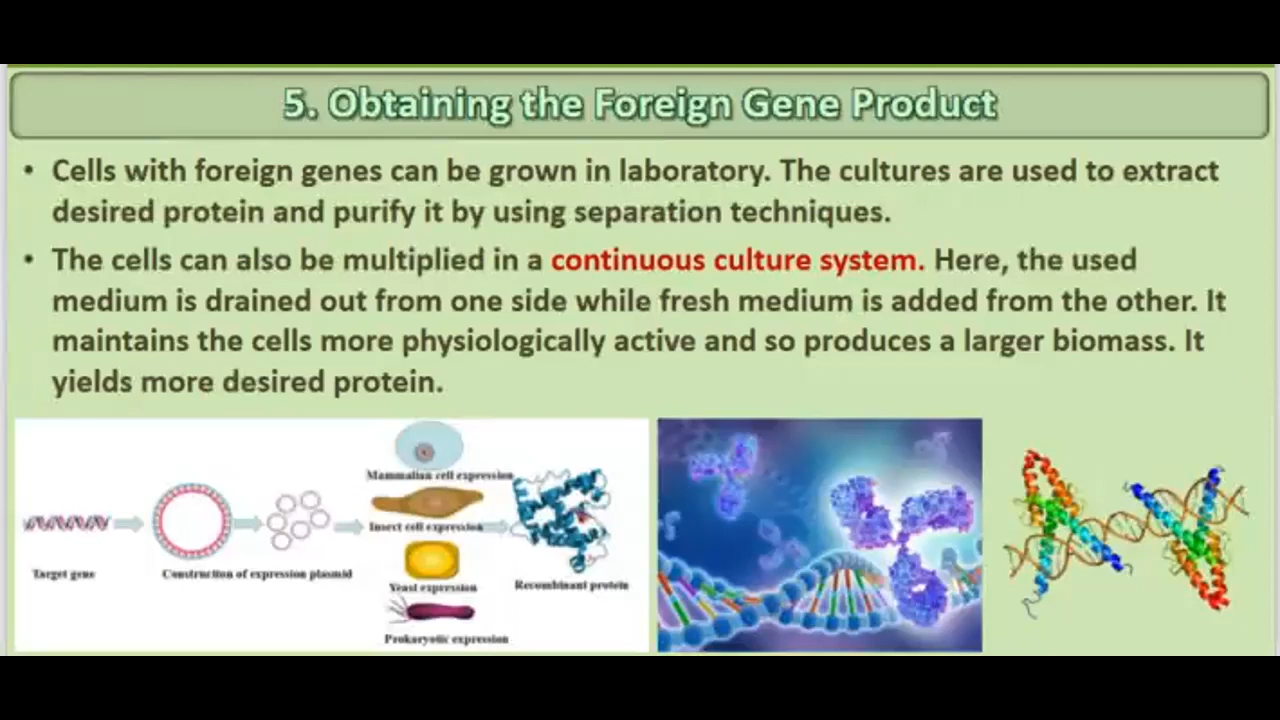 5. Obtaining the Foreign Gene Product
• Cells with foreign genes can be grown in laboratory. The cultures are used to extract
desired protein and purify it by using separation techniques.
• The cells can also be multiplied in a continuous culture system. Here, the used
medium is drained out from one side while fresh medium is added from the other. It
maintains the cells more physiologically active and so produces a larger biomass. It
yields more desired protein.
Target gene
Construction of expression plasmid
Mammalian cell expression
Insect cell expression
Yeast expression
Prokaryotic expression
Recombinant protein